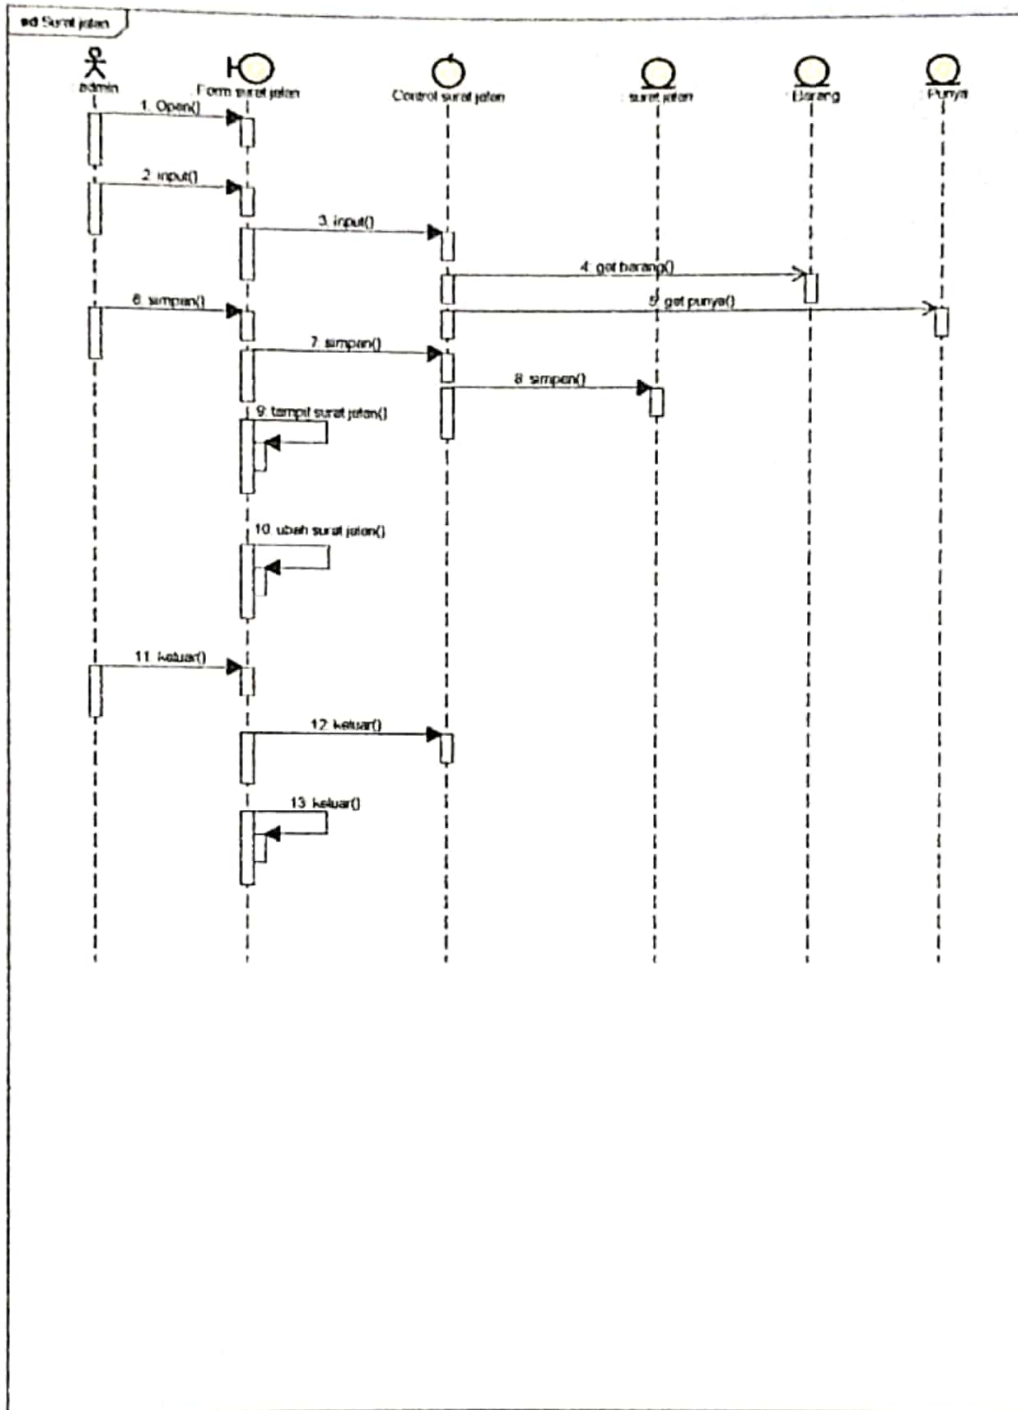 sd Surat jalan
: admin
: Form surat jalan
Control surat jalan
: surat jalan
: Barang
: Punya
1: Open()
2: input()
3: input()
4: get barang()
5: get punya()
6: simpan()
7: simpan()
8: simpan()
9: tampil surat jalan()
10: ubah surat jalan()
11: keluar()
12: keluar()
13: keluar()